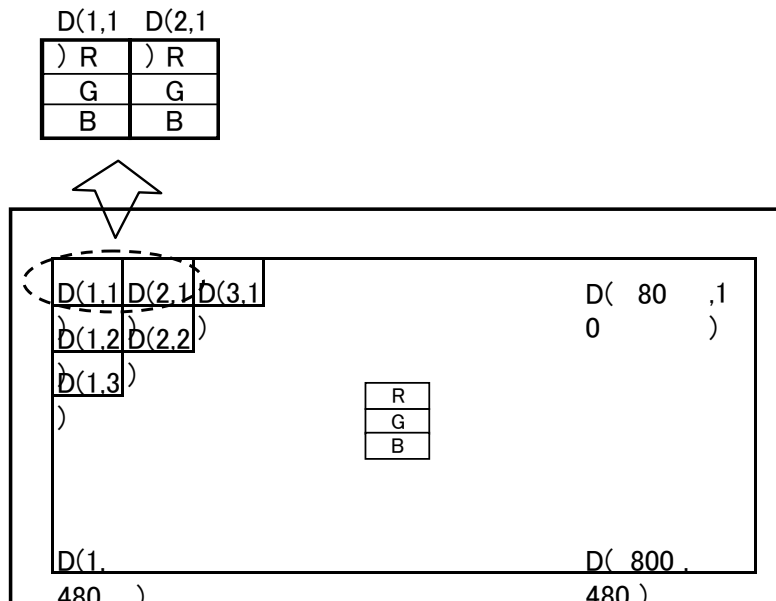 D(1,1 D(2,1
) R ) R
G G
B B
D(1,1 D(2,1 D(3,1 D( 80 ,1
) ) ) 0 )
D(1,2 D(2,2
) )
D(1,3
)
R
G
B
D(1, D( 800 ,
480 ) 480 )